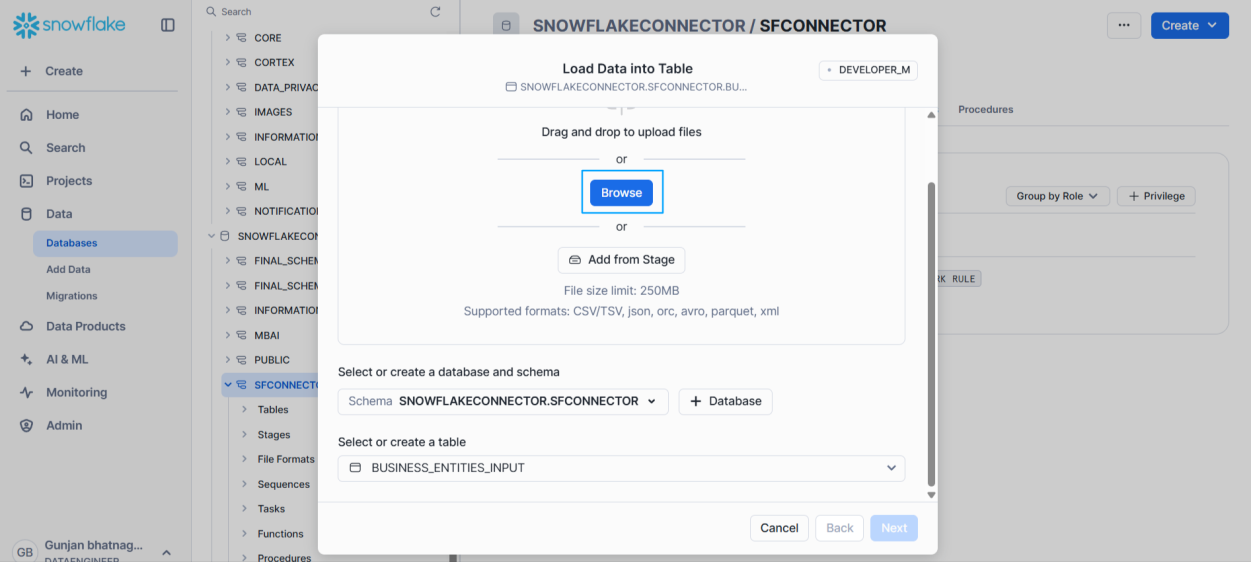 snowflake
Create
Home
Search
Projects
Data
Databases
Add Data
Migrations
Data Products
AI & ML
Monitoring
Admin
GB
Gunjan bhatnag...
DATAENGINEER
Search
CORE
CORTEX
DATA_PRIVAC
IMAGES
INFORMATION
LOCAL
ML
NOTIFICATION
SNOWFLAKECON
FINAL_SCHEM
FINAL_SCHEM
INFORMATION
MBAI
PUBLIC
SFCONNECTO
Tables
Stages
File Formats
Sequences
Tasks
Functions
Procedures
SNOWFLAKECONNECTOR / SFCONNECTOR
...
Create
Procedures
Group by Role
+ Privilege
RK RULE
Load Data into Table
SNOWFLAKECONNECTOR.SFCONNECTOR.BU...
DEVELOPER_M
Drag and drop to upload files
or
Browse
or
Add from Stage
File size limit: 250MB
Supported formats: CSV/TSV, json, orc, avro, parquet, xml
Select or create a database and schema
Schema SNOWFLAKECONNECTOR.SFCONNECTOR
+ Database
Select or create a table
BUSINESS_ENTITIES_INPUT
Cancel
Back
Next